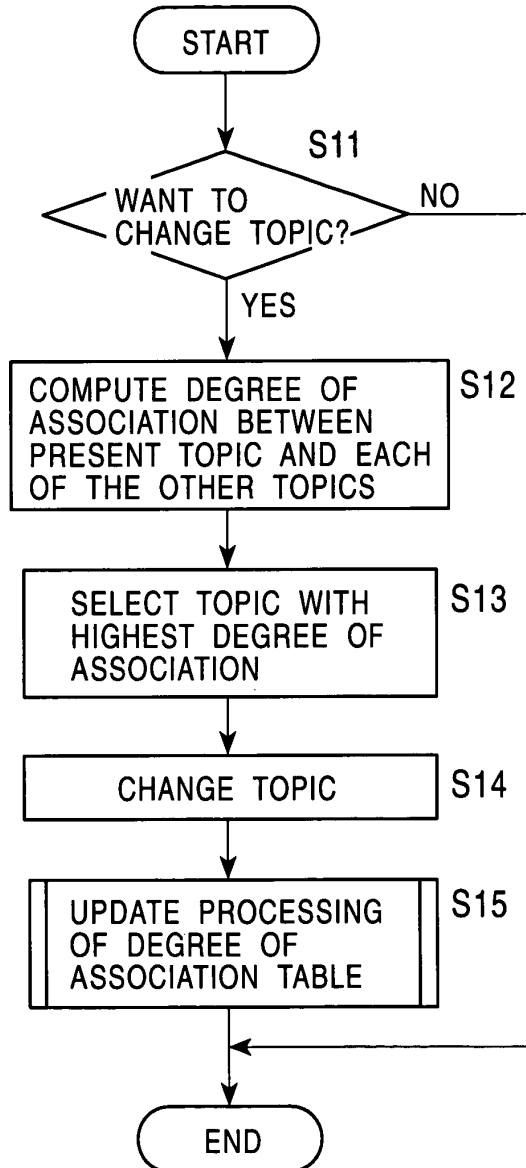 START
S11
WANT TO
CHANGE TOPIC?
NO
YES
COMPUTE DEGREE OF
ASSOCIATION BETWEEN
PRESENT TOPIC AND EACH
OF THE OTHER TOPICS
S12
SELECT TOPIC WITH
HIGHEST DEGREE OF
ASSOCIATION
S13
CHANGE TOPIC
S14
UPDATE PROCESSING
OF DEGREE OF
ASSOCIATION TABLE
S15
END